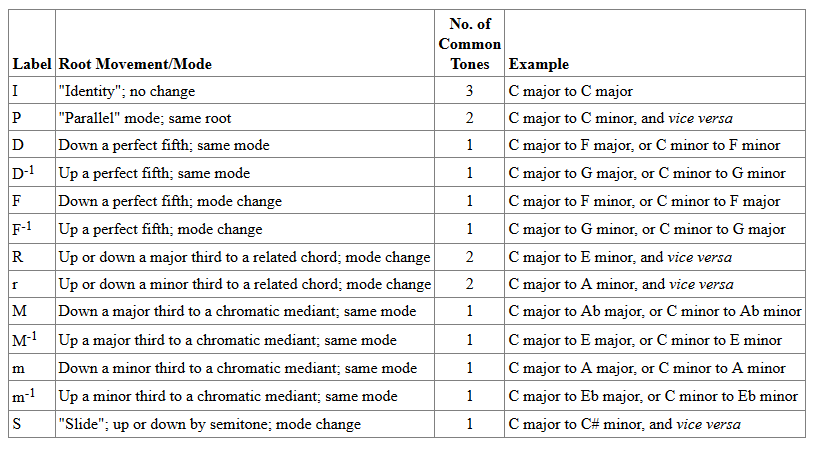 Label Root Movement/Mode No. of Common Tones Example
I "Identity"; no change 3 C major to C major
P "Parallel" mode; same root 2 C major to C minor, and vice versa
D Down a perfect fifth; same mode 1 C major to F major, or C minor to F minor
D-1 Up a perfect fifth; same mode 1 C major to G major, or C minor to G minor
F Down a perfect fifth; mode change 1 C major to F minor, or C minor to F major
F-1 Up a perfect fifth; mode change 1 C major to G minor, or C minor to G major
R Up or down a major third to a related chord; mode change 2 C major to E minor, and vice versa
r Up or down a minor third to a related chord; mode change 2 C major to A minor, and vice versa
M Down a major third to a chromatic mediant; same mode 1 C major to Ab major, or C minor to Ab minor
M-1 Up a major third to a chromatic mediant; same mode 1 C major to E major, or C minor to E minor
m Down a minor third to a chromatic mediant; same mode 1 C major to A major, or C minor to A minor
m-1 Up a minor third to a chromatic mediant; same mode 1 C major to Eb major, or C minor to Eb minor
S "Slide"; up or down by semitone; mode change 1 C major to C# minor, and vice versa